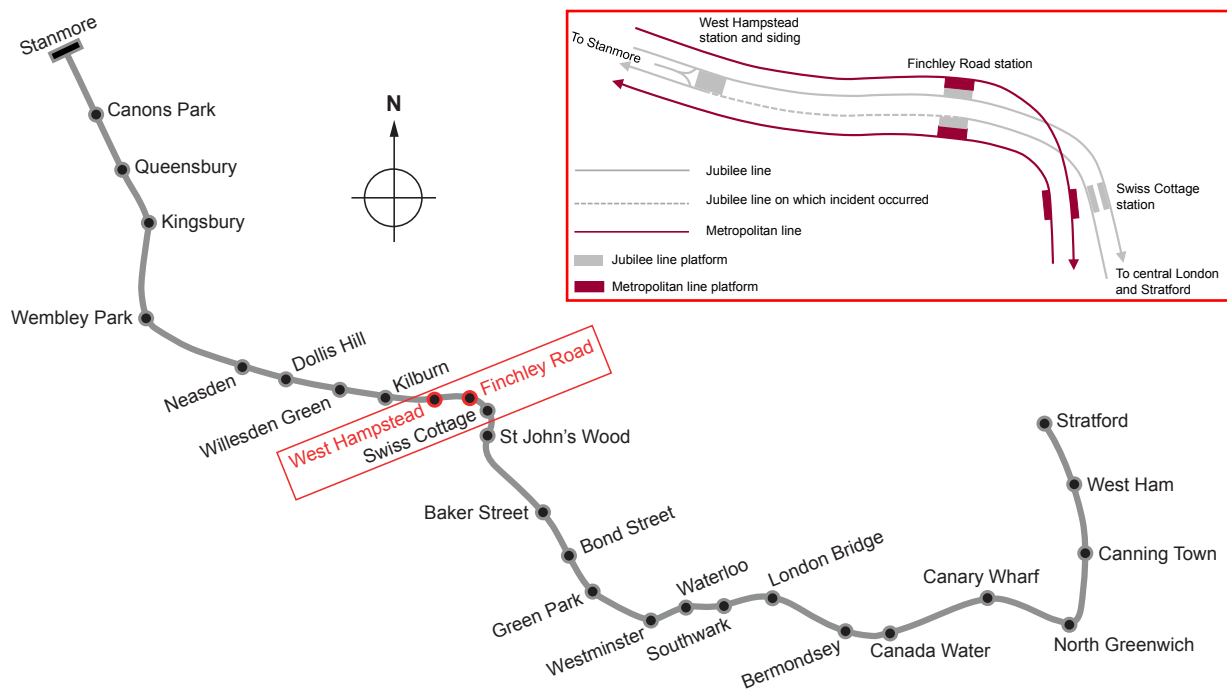 Stanmore
Canons Park
Queensbury
Kingsbury
Wembley Park
Neasden
Dollis Hill
Willesden Green
Kilburn
West Hampstead
Finchley Road
Swiss Cottage
St John's Wood
Baker Street
Bond Street
Green Park
Westminster
Waterloo
Southwark
London Bridge
Bermondsey
Canada Water
Canary Wharf
North Greenwich
Canning Town
West Ham
Stratford
N
West Hampstead
station and siding
To Stanmore
Finchley Road station
Swiss Cottage
station
To central London
and Stratford
Jubilee line
Jubilee line on which incident occurred
Metropolitan line
Jubilee line platform
Metropolitan line platform